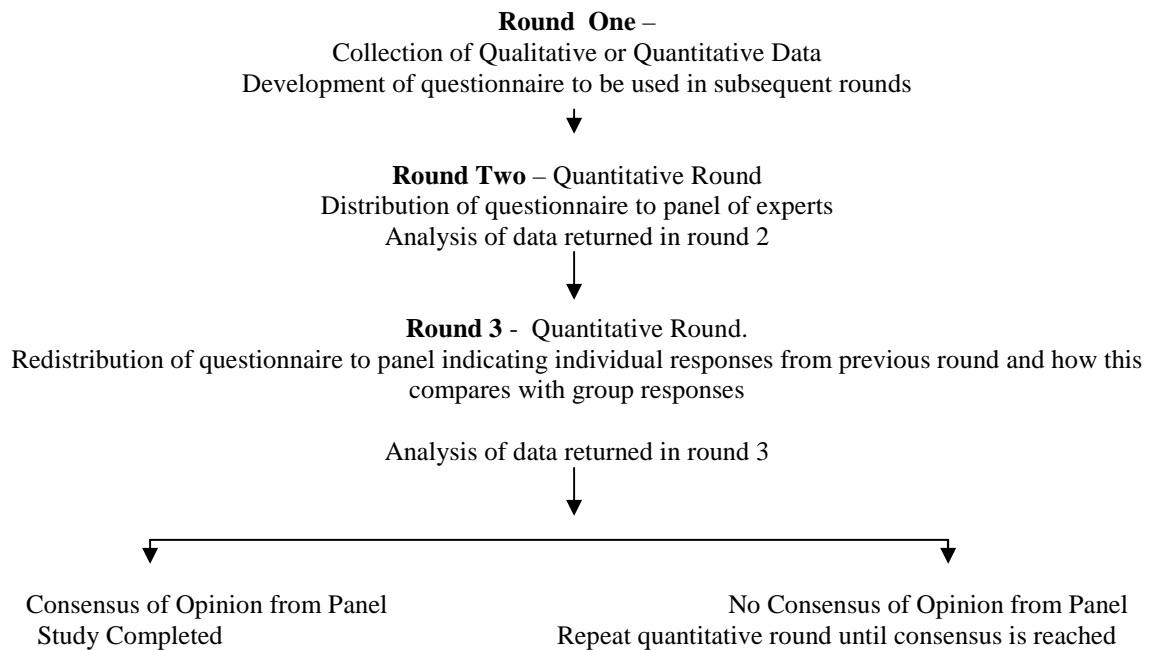 Round One –
Collection of Qualitative or Quantitative Data
Development of questionnaire to be used in subsequent rounds
Round Two – Quantitative Round
Distribution of questionnaire to panel of experts
Analysis of data returned in round 2
Round 3 - Quantitative Round.
Redistribution of questionnaire to panel indicating individual responses from previous round and how this
compares with group responses
Analysis of data returned in round 3
Consensus of Opinion from Panel
Study Completed
No Consensus of Opinion from Panel
Repeat quantitative round until consensus is reached